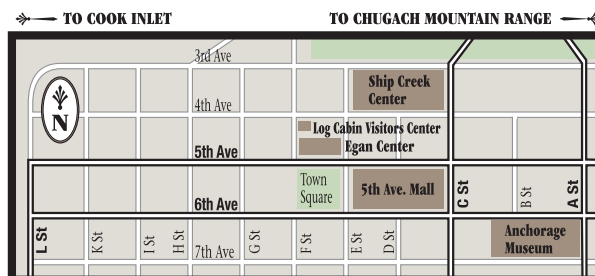 TO COOK INLET
TO CHUGACH MOUNTAIN RANGE
3rd Ave
Ship Creek
Center
4th Ave
N
Log Cabin Visitors Center
Egan Center
5th Ave
Town
Square
5th Ave. Mall
C St
B St
A St
6th Ave
L St
K St
I St
H St
7th Ave
G St
F St
E St
D St
Anchorage
Museum